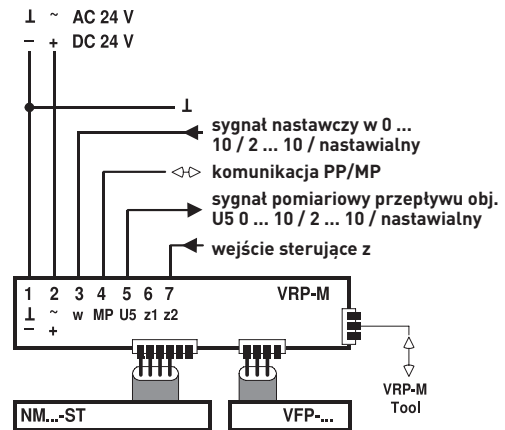 ⊥ ~ AC 24 V
− + DC 24 V
⊥
sygnał nastawczy w 0 ...
10 / 2 ... 10 / nastawialny
komunikacja PP/MP
sygnał pomiarowy przepływu obj.
U5 0 ... 10 / 2 ... 10 / nastawialny
wejście sterujące z
1 2 3 4 5 6 7 VRP-M
⊥ ~ w MP U5 z1 z2
− +
VRP-M
Tool
NM...-ST
VFP-...